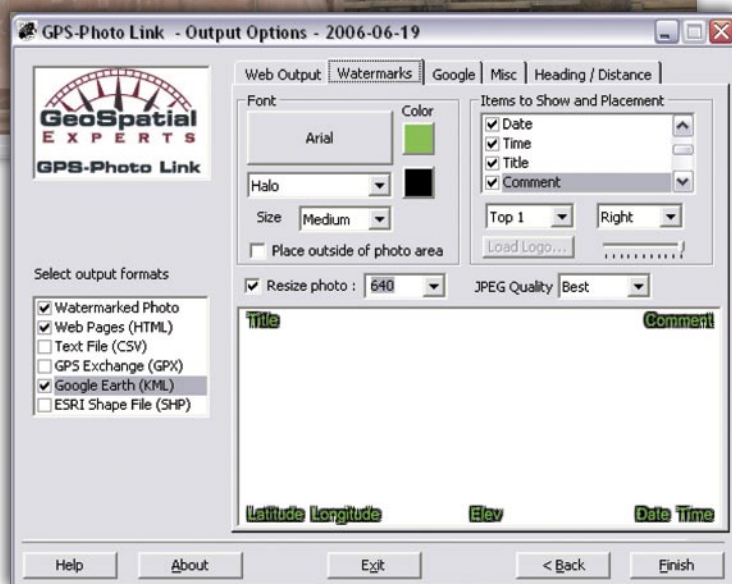 GPS-Photo Link - Output Options - 2006-06-19
GeoSpatial
EXPERTS
GPS-Photo Link
Select output formats
Watermarked Photo
Web Pages (HTML)
Text File (CSV)
GPS Exchange (GPX)
Google Earth (KML)
ESRI Shape File (SHP)
Web Output
Watermarks
Google
Misc
Heading / Distance
Font
Color
Arial
Halo
Size
Medium
Place outside of photo area
Items to Show and Placement
Date
Time
Title
Comment
Top 1
Right
Load Logo...
Resize photo :
640
JPEG Quality
Best
Title
Comment
Latitude Longitude
Elev
Date Time
Help
About
Exit
< Back
Finish